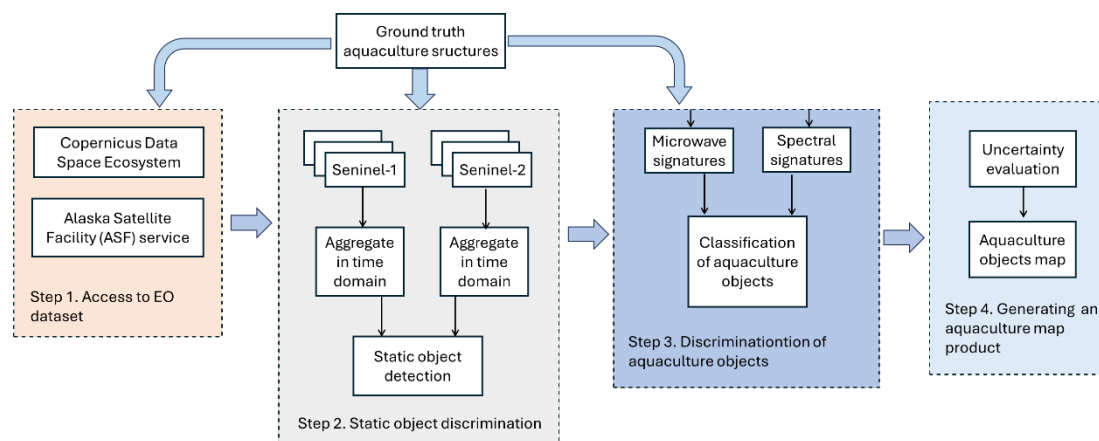 Ground truth
aquaculture sructures
Copernicus Data
Space Ecosystem
Alaska Satellite
Facility (ASF) service
Step 1. Access to EO
dataset
Seninel-1
Seninel-2
Aggregate
in time
domain
Aggregate
in time
domain
Static object
detection
Step 2. Static object discrimination
Microwave
signatures
Spectral
signatures
Classification
of aquaculture
objects
Step 3. Discriminationtion of
aquaculture objects
Uncertainty
evaluation
Aquaculture
objects map
Step 4. Generating an
aquaculture map
product